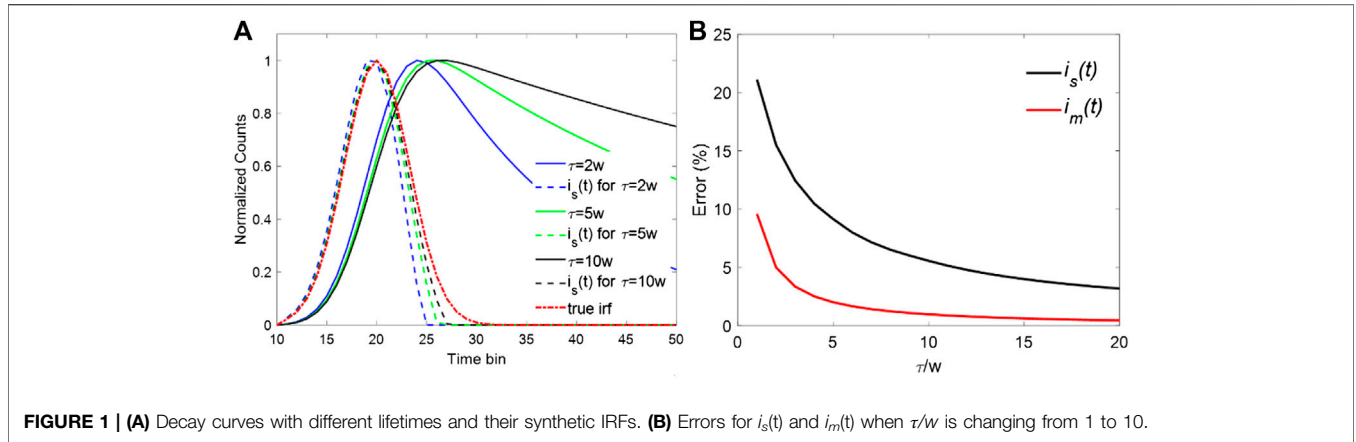 A
Normalized Counts
1
0.8
0.6
0.4
0.2
0
10 15 20 25 30 35 40 45 50
Time bin
τ=2w
i_s(t) for τ=2w
τ=5w
i_s(t) for τ=5w
τ=10w
i_s(t) for τ=10w
true irf
B
Error (%)
25
20
15
10
5
0
0 5 10 15 20
τ/w
i_s(t)
i_m(t)
FIGURE 1 | (A) Decay curves with different lifetimes and their synthetic IRFs. (B) Errors for i_s(t) and i_m(t) when τ/w is changing from 1 to 10.